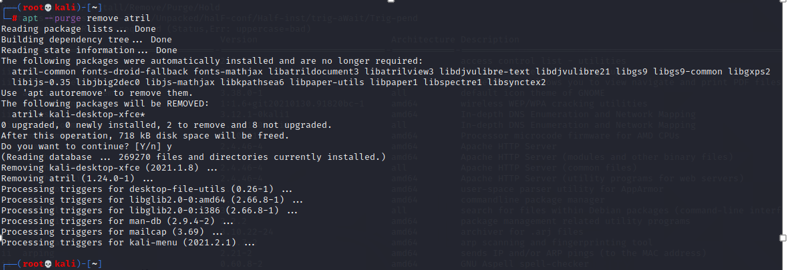 ┌──(root💀kali)-[~]
└─# apt --purge remove atril
Reading package lists... Done
Building dependency tree... Done
Reading state information... Done
The following packages were automatically installed and are no longer required:
  atril-common fonts-droid-fallback fonts-mathjax libatrildocument3 libatrilview3 libdjvulibre-text libdjvulibre21 libgs9 libgs9-common libgxps2
  libijs-0.35 libjbig2dec0 libjs-mathjax libkpathsea6 libpaper-utils libpaper1 libspectre1 libsynctex2
Use 'apt autoremove' to remove them.
The following packages will be REMOVED:
  atril* kali-desktop-xfce*
0 upgraded, 0 newly installed, 2 to remove and 8 not upgraded.
After this operation, 718 kB disk space will be freed.
Do you want to continue? [Y/n] y
(Reading database ... 269270 files and directories currently installed.)
Removing kali-desktop-xfce (2021.1.8) ...
Removing atril (1.24.0-1) ...
Processing triggers for desktop-file-utils (0.26-1) ...
Processing triggers for libglib2.0-0:amd64 (2.66.8-1) ...
Processing triggers for libglib2.0-0:i386 (2.66.8-1) ...
Processing triggers for man-db (2.9.4-2) ...
Processing triggers for mailcap (3.69) ...
Processing triggers for kali-menu (2021.2.1) ...
┌──(root💀kali)-[~]